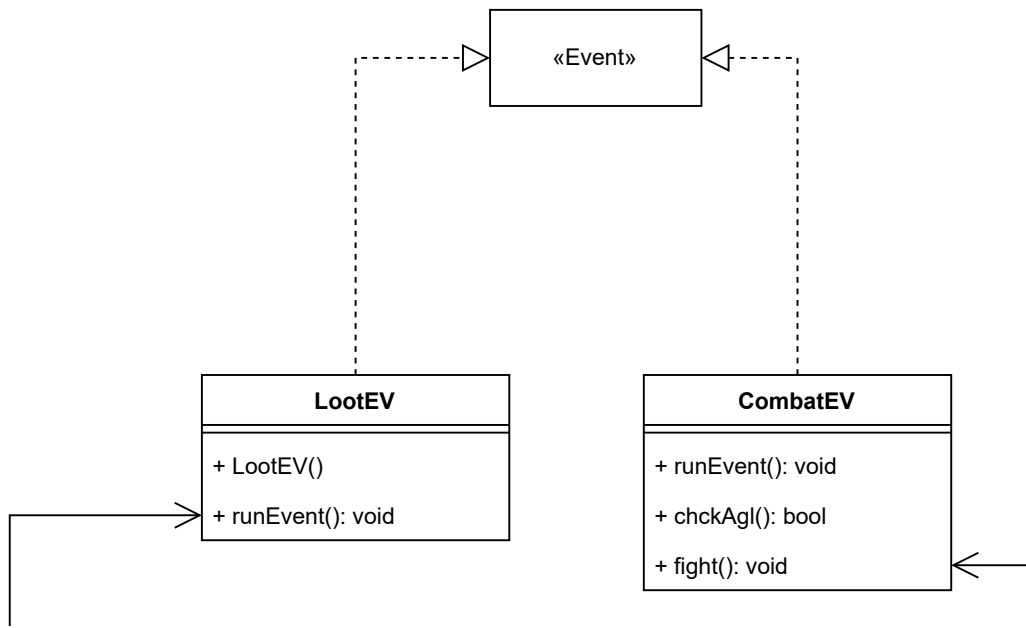 «Event»
LootEV
+ LootEV()
+ runEvent(): void
CombatEV
+ runEvent(): void
+ chckAgl(): bool
+ fight(): void